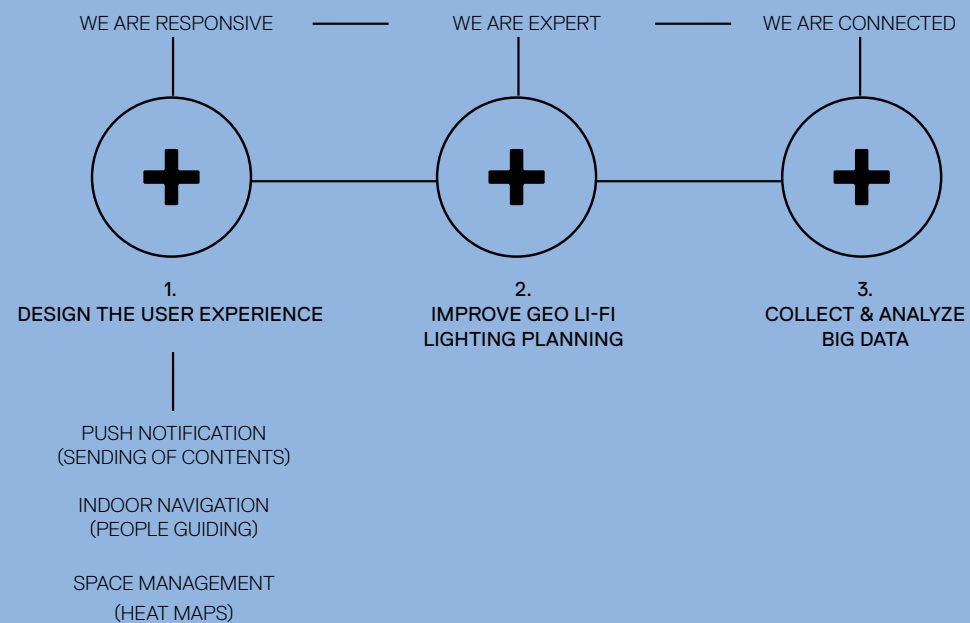 WE ARE RESPONSIVE
WE ARE EXPERT
WE ARE CONNECTED
1.
DESIGN THE USER EXPERIENCE
2.
IMPROVE GEO LI-FI
LIGHTING PLANNING
3.
COLLECT & ANALYZE
BIG DATA
PUSH NOTIFICATION
(SENDING OF CONTENTS)
INDOOR NAVIGATION
(PEOPLE GUIDING)
SPACE MANAGEMENT
(HEAT MAPS)